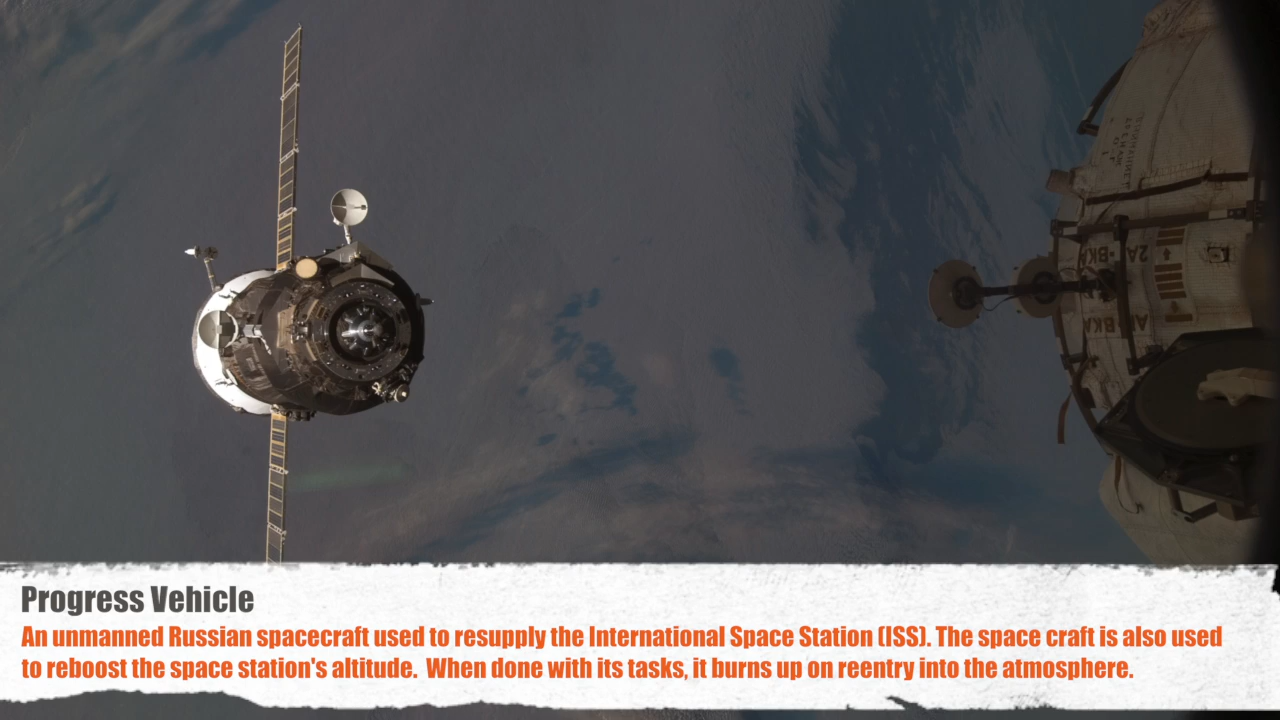 Progress Vehicle
An unmanned Russian spacecraft used to resupply the International Space Station (ISS). The space craft is also used
to reboost the space station's altitude.  When done with its tasks, it burns up on reentry into the atmosphere.